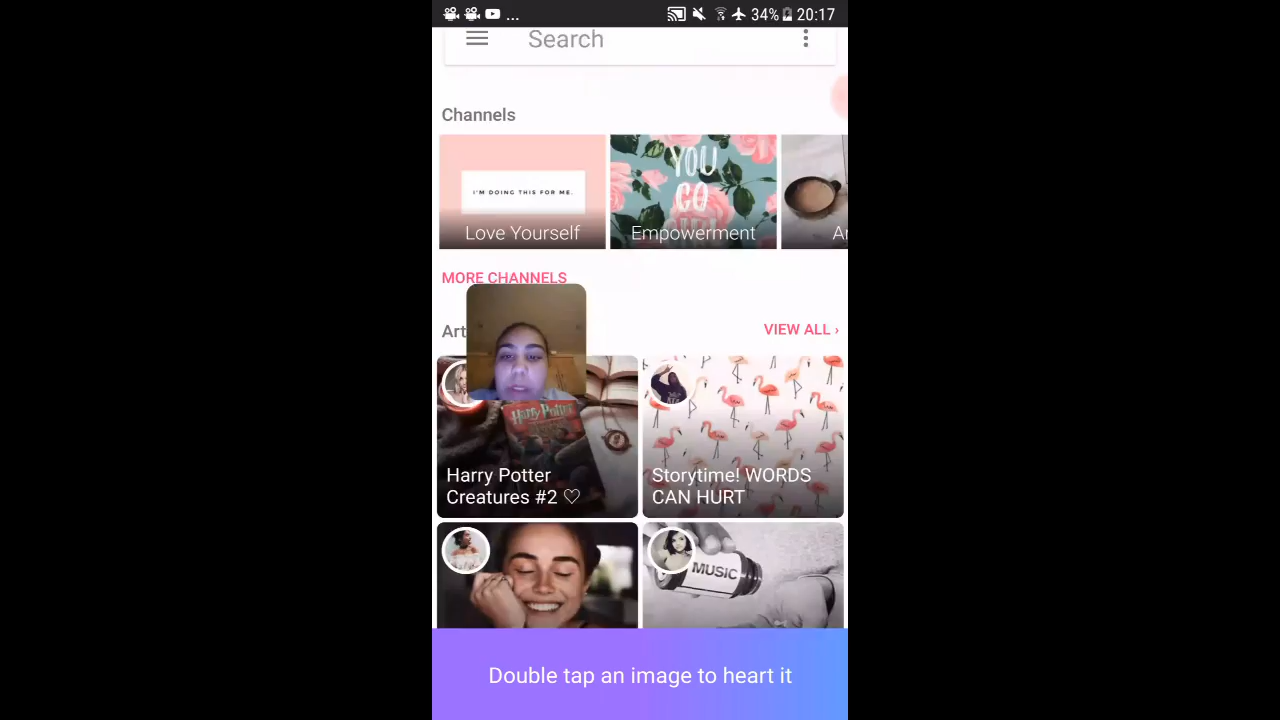 ... 34% 20:17
Search
Channels
I'M DOING THIS FOR ME.
YOU
GO
Love Yourself
Empowerment
MORE CHANNELS
VIEW ALL ›
Harry Potter
Harry Potter
Creatures #2 ♡
Storytime! WORDS
CAN HURT
MUSIC
Double tap an image to heart it